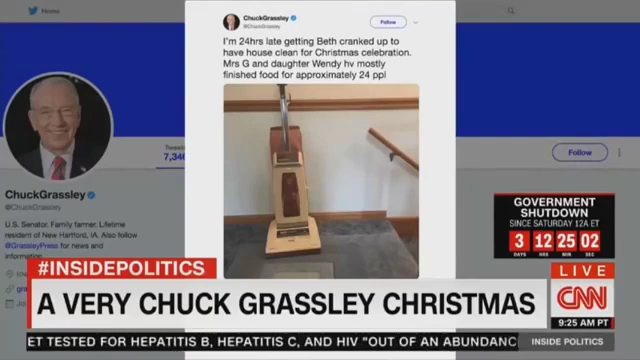 Home
ChuckGrassley
@ChuckGrassley
Follow
I'm 24hrs late getting Beth cranked up to
have house clean for Christmas celebration.
Mrs G and daughter Wendy hv mostly
finished food for approximately 24 ppl
Tweets
7,346
Follow
ChuckGrassley
@ChuckGrassley
U.S. Senator. Family farmer. Lifetime
resident of New Hartford, IA. Also follow
@GrassleyPress for news and
information.
GOVERNMENT
SHUTDOWN
SINCE SATURDAY 12A ET
3 12 25 02
DAYS HRS MIN SEC
#INSIDEPOLITICS
A VERY CHUCK GRASSLEY CHRISTMAS
LIVE
CNN
9:25 AM PT
ET TESTED FOR HEPATITIS B, HEPATITIS C, AND HIV "OUT OF AN ABUNDANC
INSIDE POLITICS